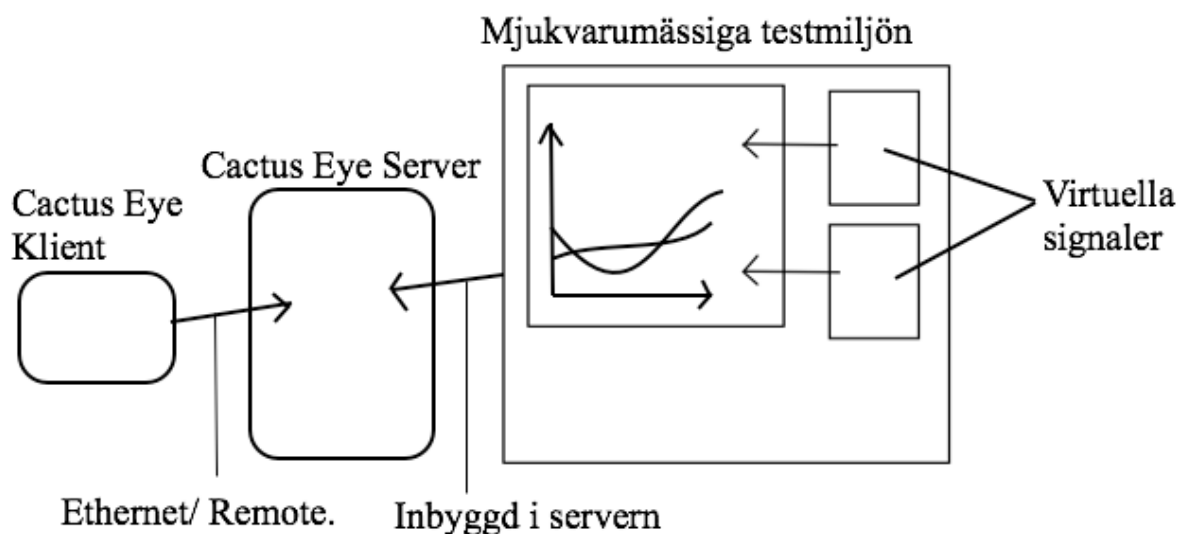 Mjukvarumässiga testmiljön
Cactus Eye Server
Cactus Eye
Klient
Virtuella
signaler
Ethernet/ Remote.
Inbyggd i servern